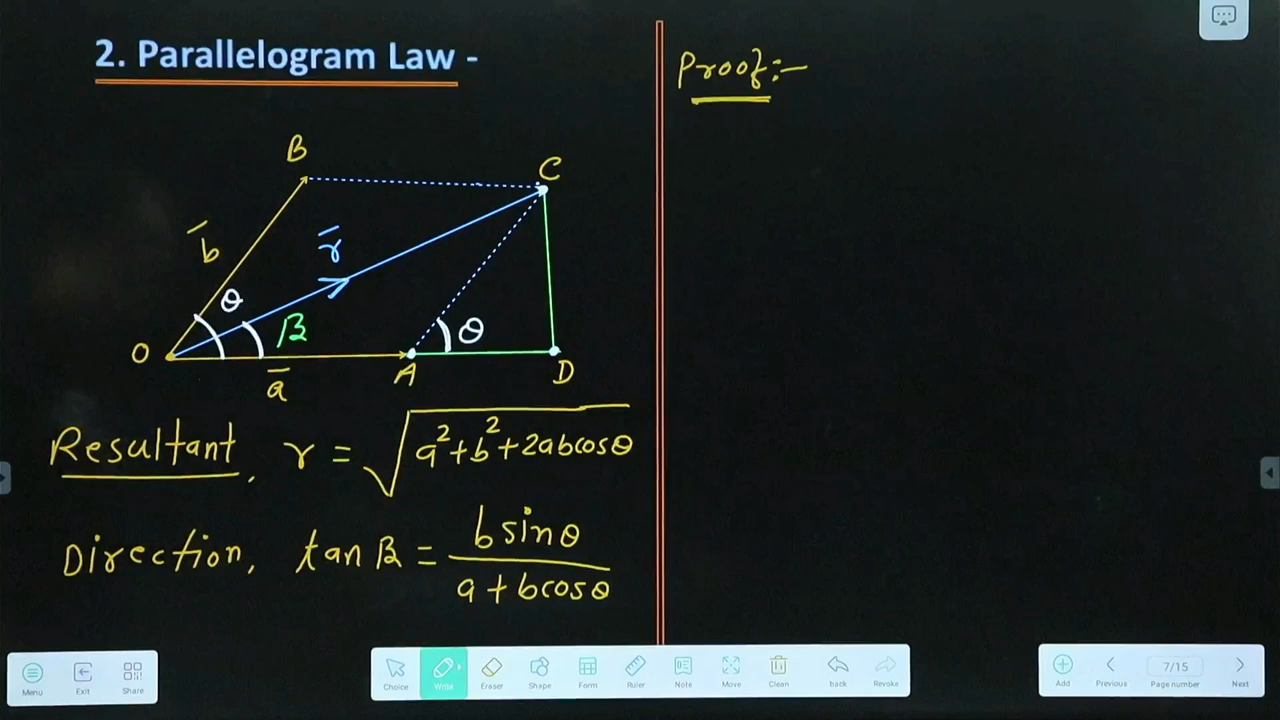 2. Parallelogram Law -
Proof:-
B
C
b̄
r̄
θ
β
θ
O
ā
A
D
Resultant, r = √(a²+b²+2abcosθ)
Direction, tanβ = bsinθ / a+bcosθ
Menu
Exit
Share
Choice
Write
Eraser
Shape
Form
Ruler
Note
Move
Clean
back
Revoke
Add
Previous
7/15
Page number
Next